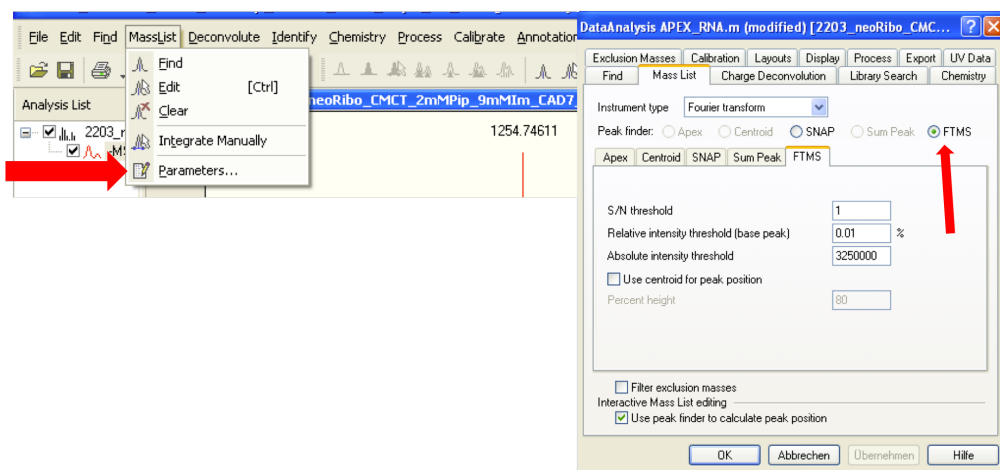 File Edit Find MassList Deconvolute Identify Chemistry Process Calibrate Annotation
Find
Edit [Ctrl]
Clear
Integrate Manually
Parameters...
Analysis List
2203_r
-MS
neoRibo_CMCT_2mMPip_9mMIm_CAD7_
1254.74611
DataAnalysis APEX_RNA.m (modified) [2203_neoRibo_CMC...
Exclusion Masses Calibration Layouts Display Process Export UV Data
Find Mass List Charge Deconvolution Library Search Chemistry
Instrument type Fourier transform
Peak finder: Apex Centroid SNAP Sum Peak FTMS
Apex Centroid SNAP Sum Peak FTMS
S/N threshold 1
Relative intensity threshold (base peak) 0.01 %
Absolute intensity threshold 3250000
Use centroid for peak position
Percent height 80
Filter exclusion masses
Interactive Mass List editing
Use peak finder to calculate peak position
OK Abbrechen Übernehmen Hilfe